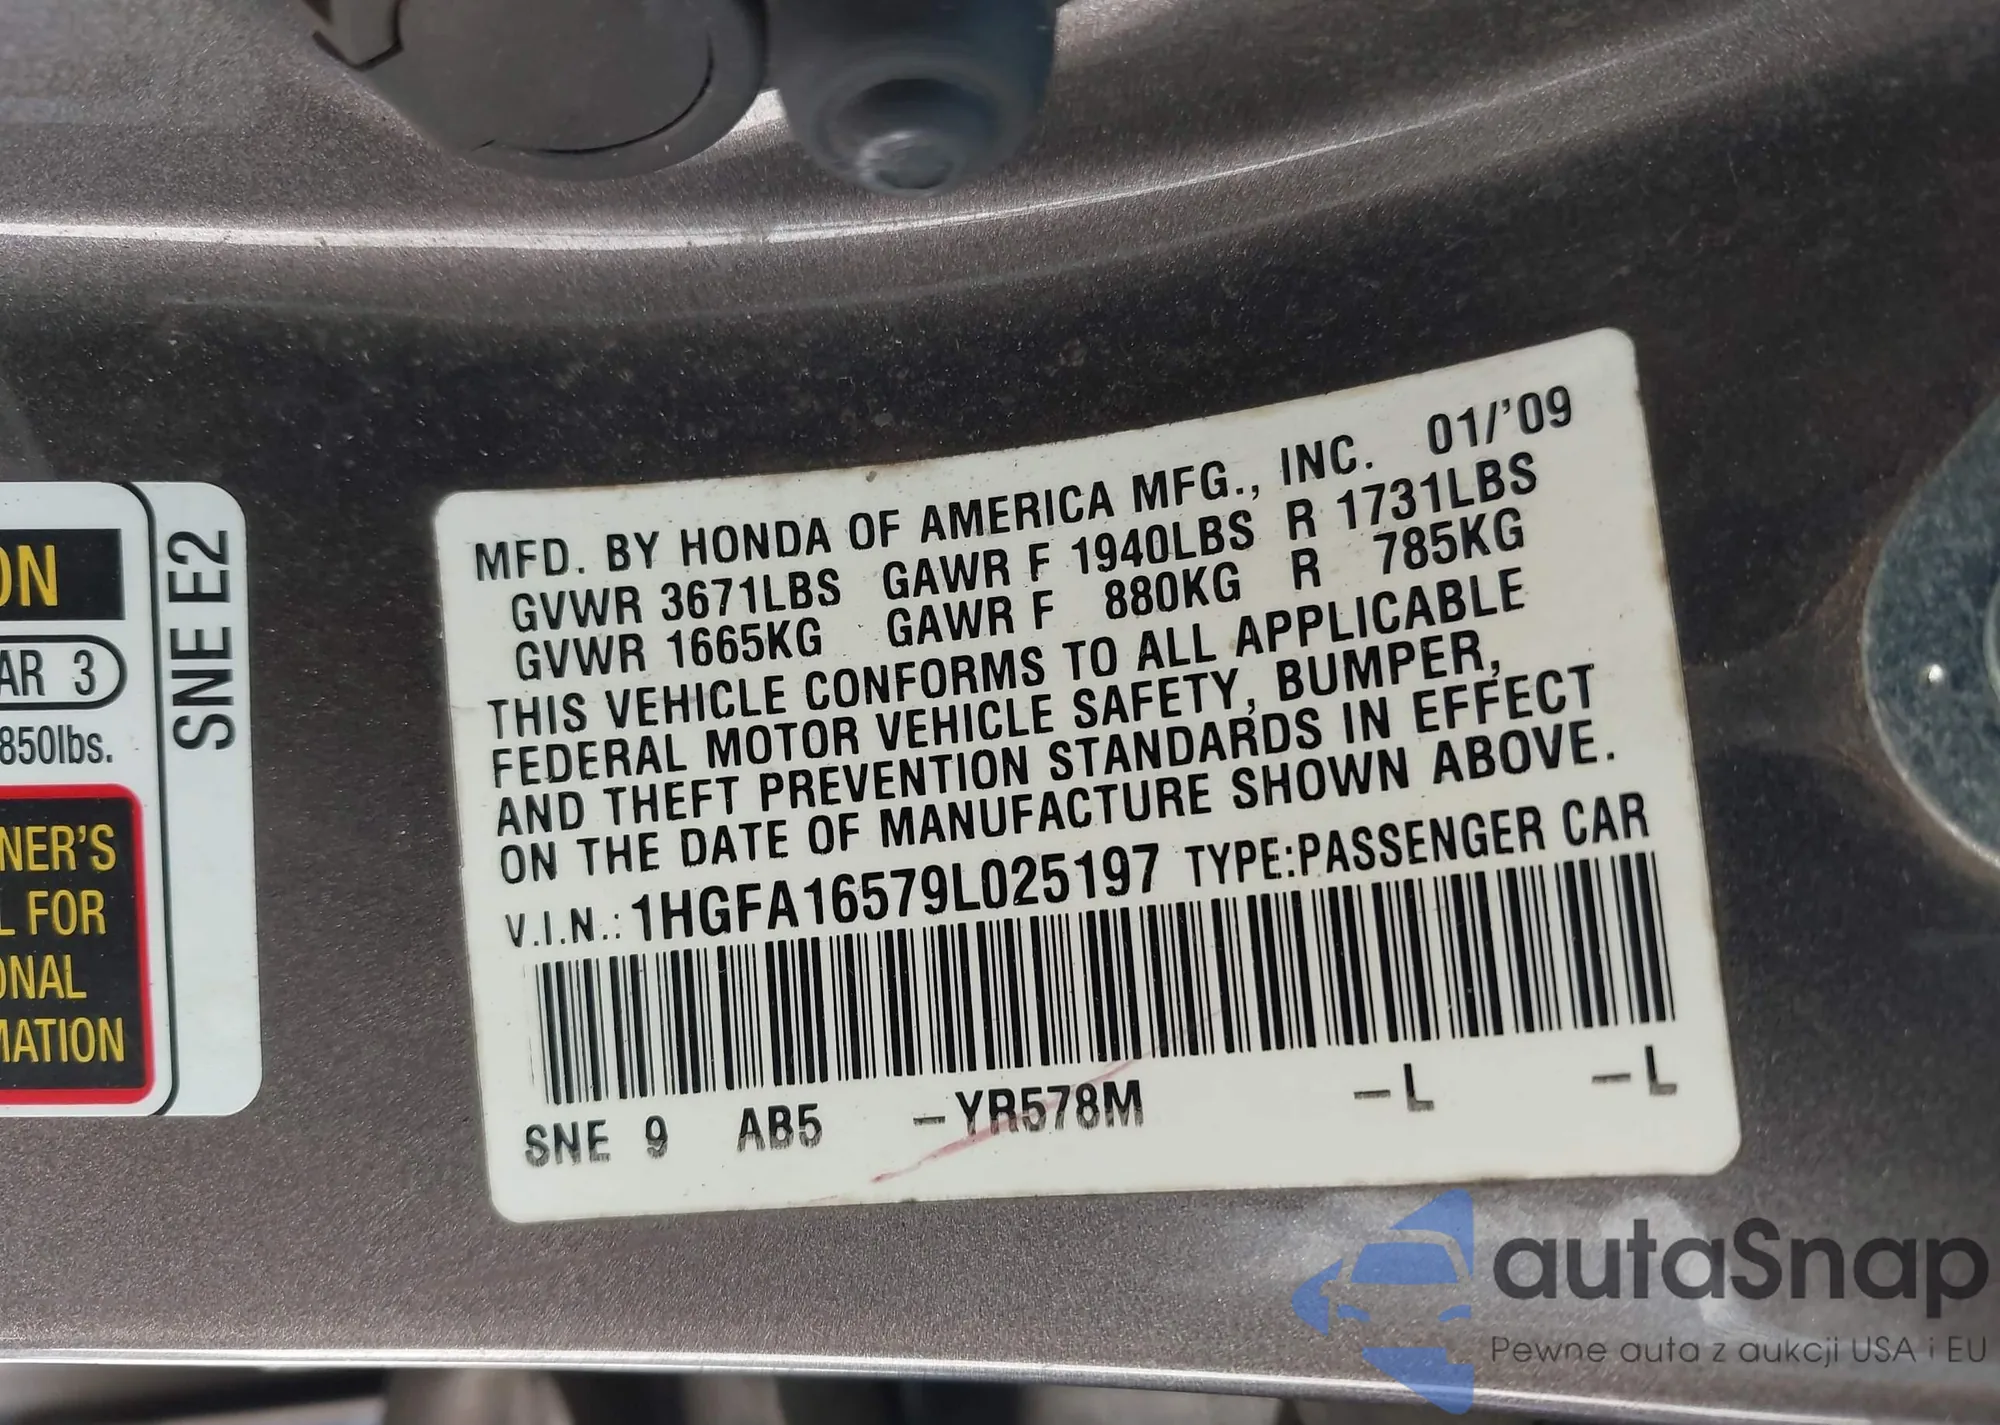 ON
AR 3
850lbs.
NER'S
L FOR
ONAL
MATION
SNE E2
MFD. BY HONDA OF AMERICA MFG., INC. 01/'09
GVWR 3671LBS GAWR F 1940LBS R 1731LBS
GVWR 1665KG GAWR F 880KG R 785KG
THIS VEHICLE CONFORMS TO ALL APPLICABLE
FEDERAL MOTOR VEHICLE SAFETY, BUMPER,
AND THEFT PREVENTION STANDARDS IN EFFECT
ON THE DATE OF MANUFACTURE SHOWN ABOVE.
V.I.N.: 1HGFA16579L025197 TYPE:PASSENGER CAR
SNE 9 AB5 –YR578M –L –L
autaSnap
Pewne auta z aukcji USA i EU